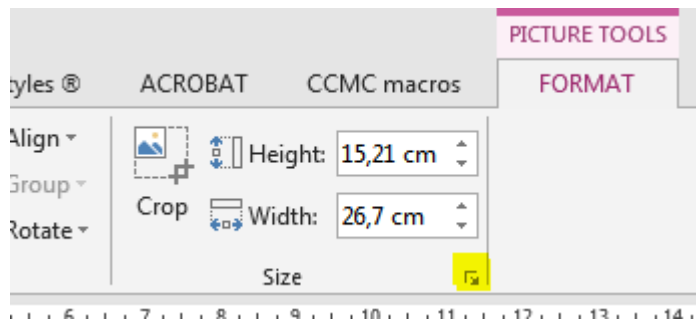 PICTURE TOOLS
tyles ® ACROBAT CCMC macros FORMAT
Align Height: 15,21 cm
Group
Crop Width: 26,7 cm
Rotate
Size
6 7 8 9 10 11 12 13 14